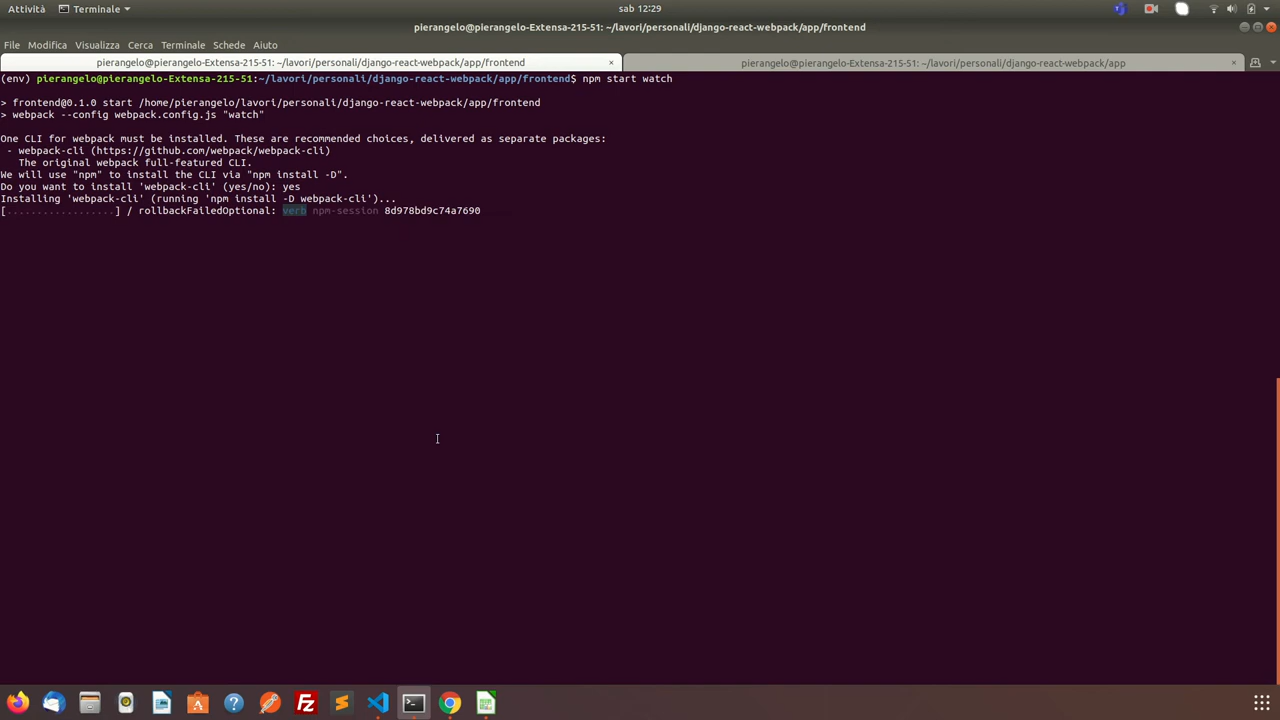 Attività
Terminale
sab 12:29
pierangelo@pierangelo-Extensa-215-51: ~/lavori/personali/django-react-webpack/app/frontend
File Modifica Visualizza Cerca Terminale Schede Aiuto
pierangelo@pierangelo-Extensa-215-51: ~/lavori/personali/django-react-webpack/app/frontend
pierangelo@pierangelo-Extensa-215-51: ~/lavori/personali/django-react-webpack/app
(env) pierangelo@pierangelo-Extensa-215-51:~/lavori/personali/django-react-webpack/app/frontend$ npm start watch
> frontend@0.1.0 start /home/pierangelo/lavori/personali/django-react-webpack/app/frontend
> webpack --config webpack.config.js "watch"
One CLI for webpack must be installed. These are recommended choices, delivered as separate packages:
- webpack-cli (https://github.com/webpack/webpack-cli)
The original webpack full-featured CLI.
We will use "npm" to install the CLI via "npm install -D".
Do you want to install 'webpack-cli' (yes/no): yes
Installing 'webpack-cli' (running 'npm install -D webpack-cli')...
[..................] / rollbackFailedOptional: verb npm-session 8d978bd9c74a7690